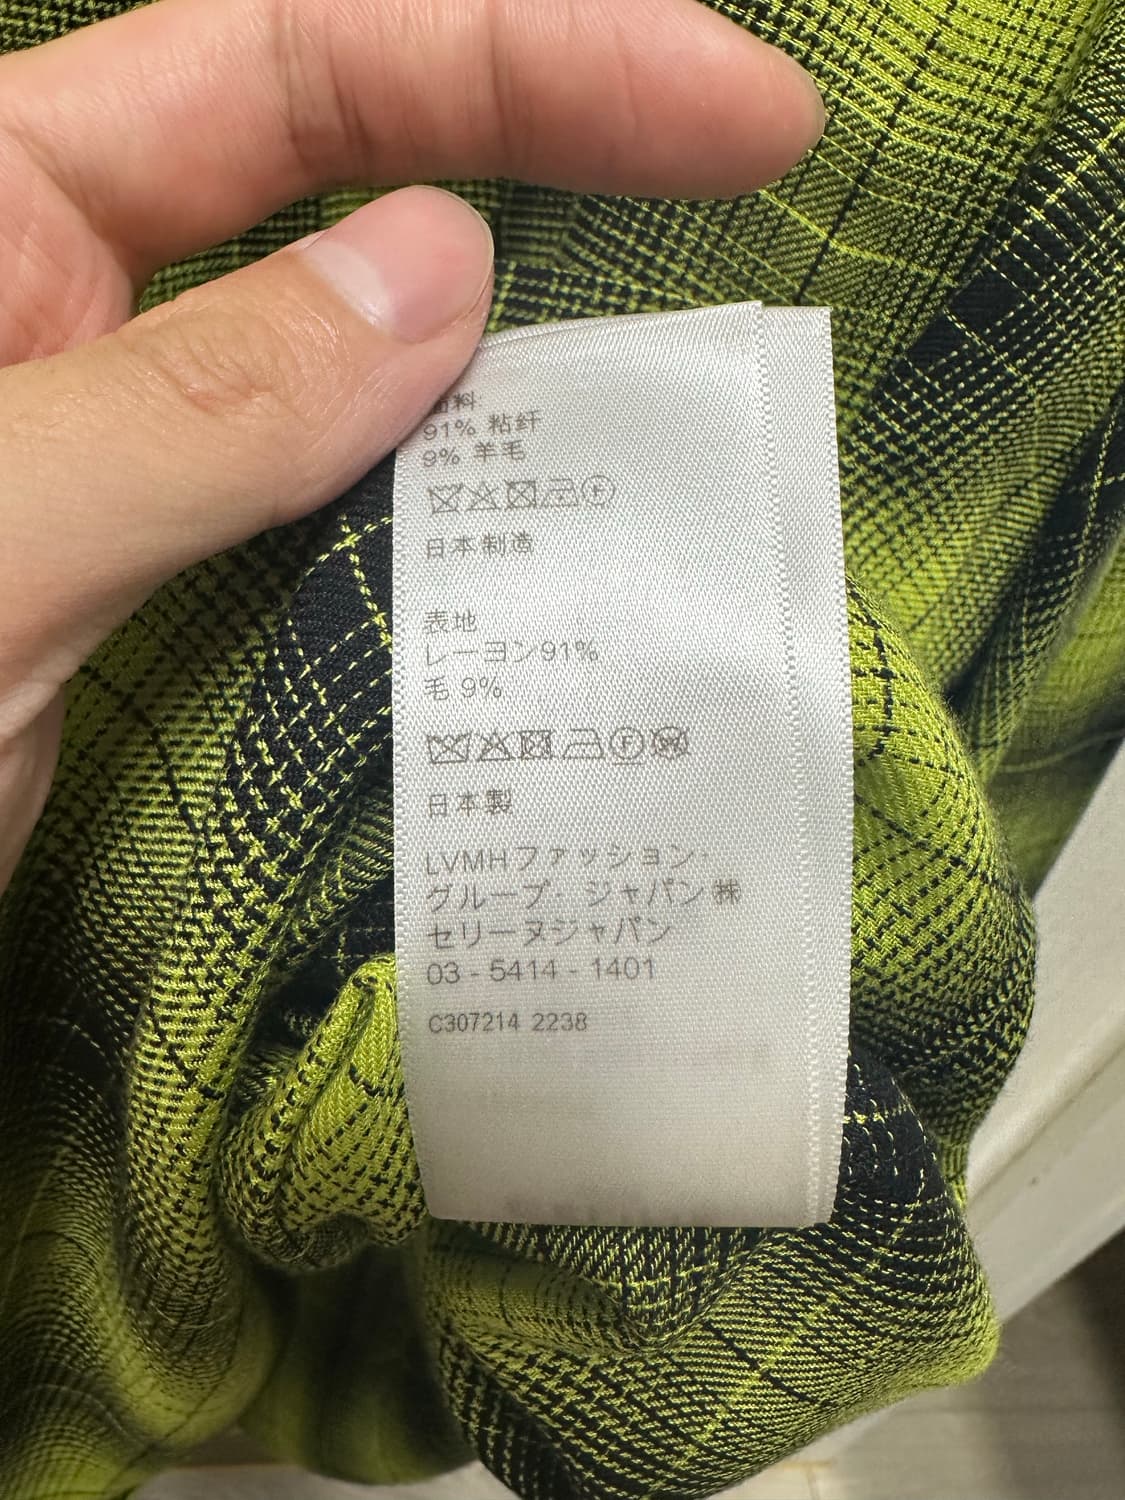 面料
91% 粘纤
9% 羊毛
F
日本制造
表地
レーヨン91%
毛 9%
F W
日本製
LVMHファッション・
グループ・ジャパン株
セリーヌジャパン
03 - 5414 - 1401
C307214 2238